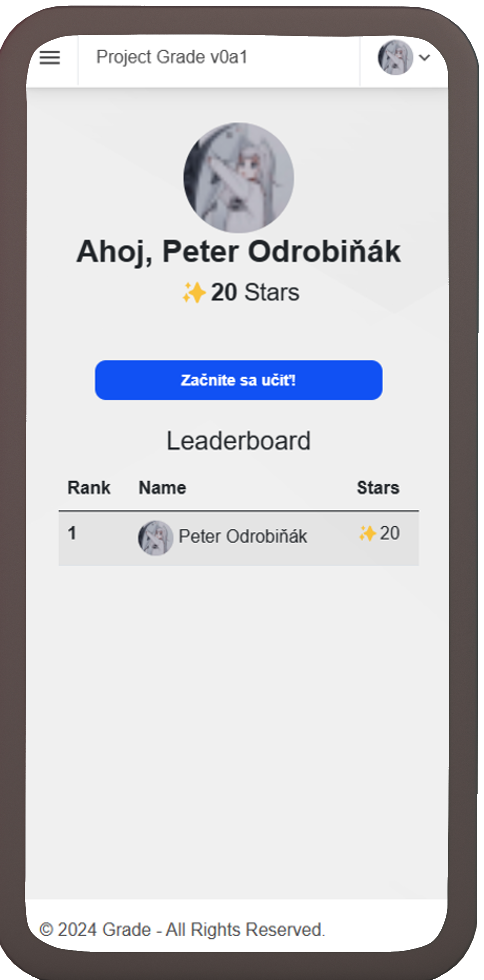 Project Grade v0a1
Ahoj, Peter Odrobiňák
✨ 20 Stars
Začnite sa učiť!
Leaderboard
Rank Name Stars
1 Peter Odrobiňák ✨ 20
© 2024 Grade - All Rights Reserved.